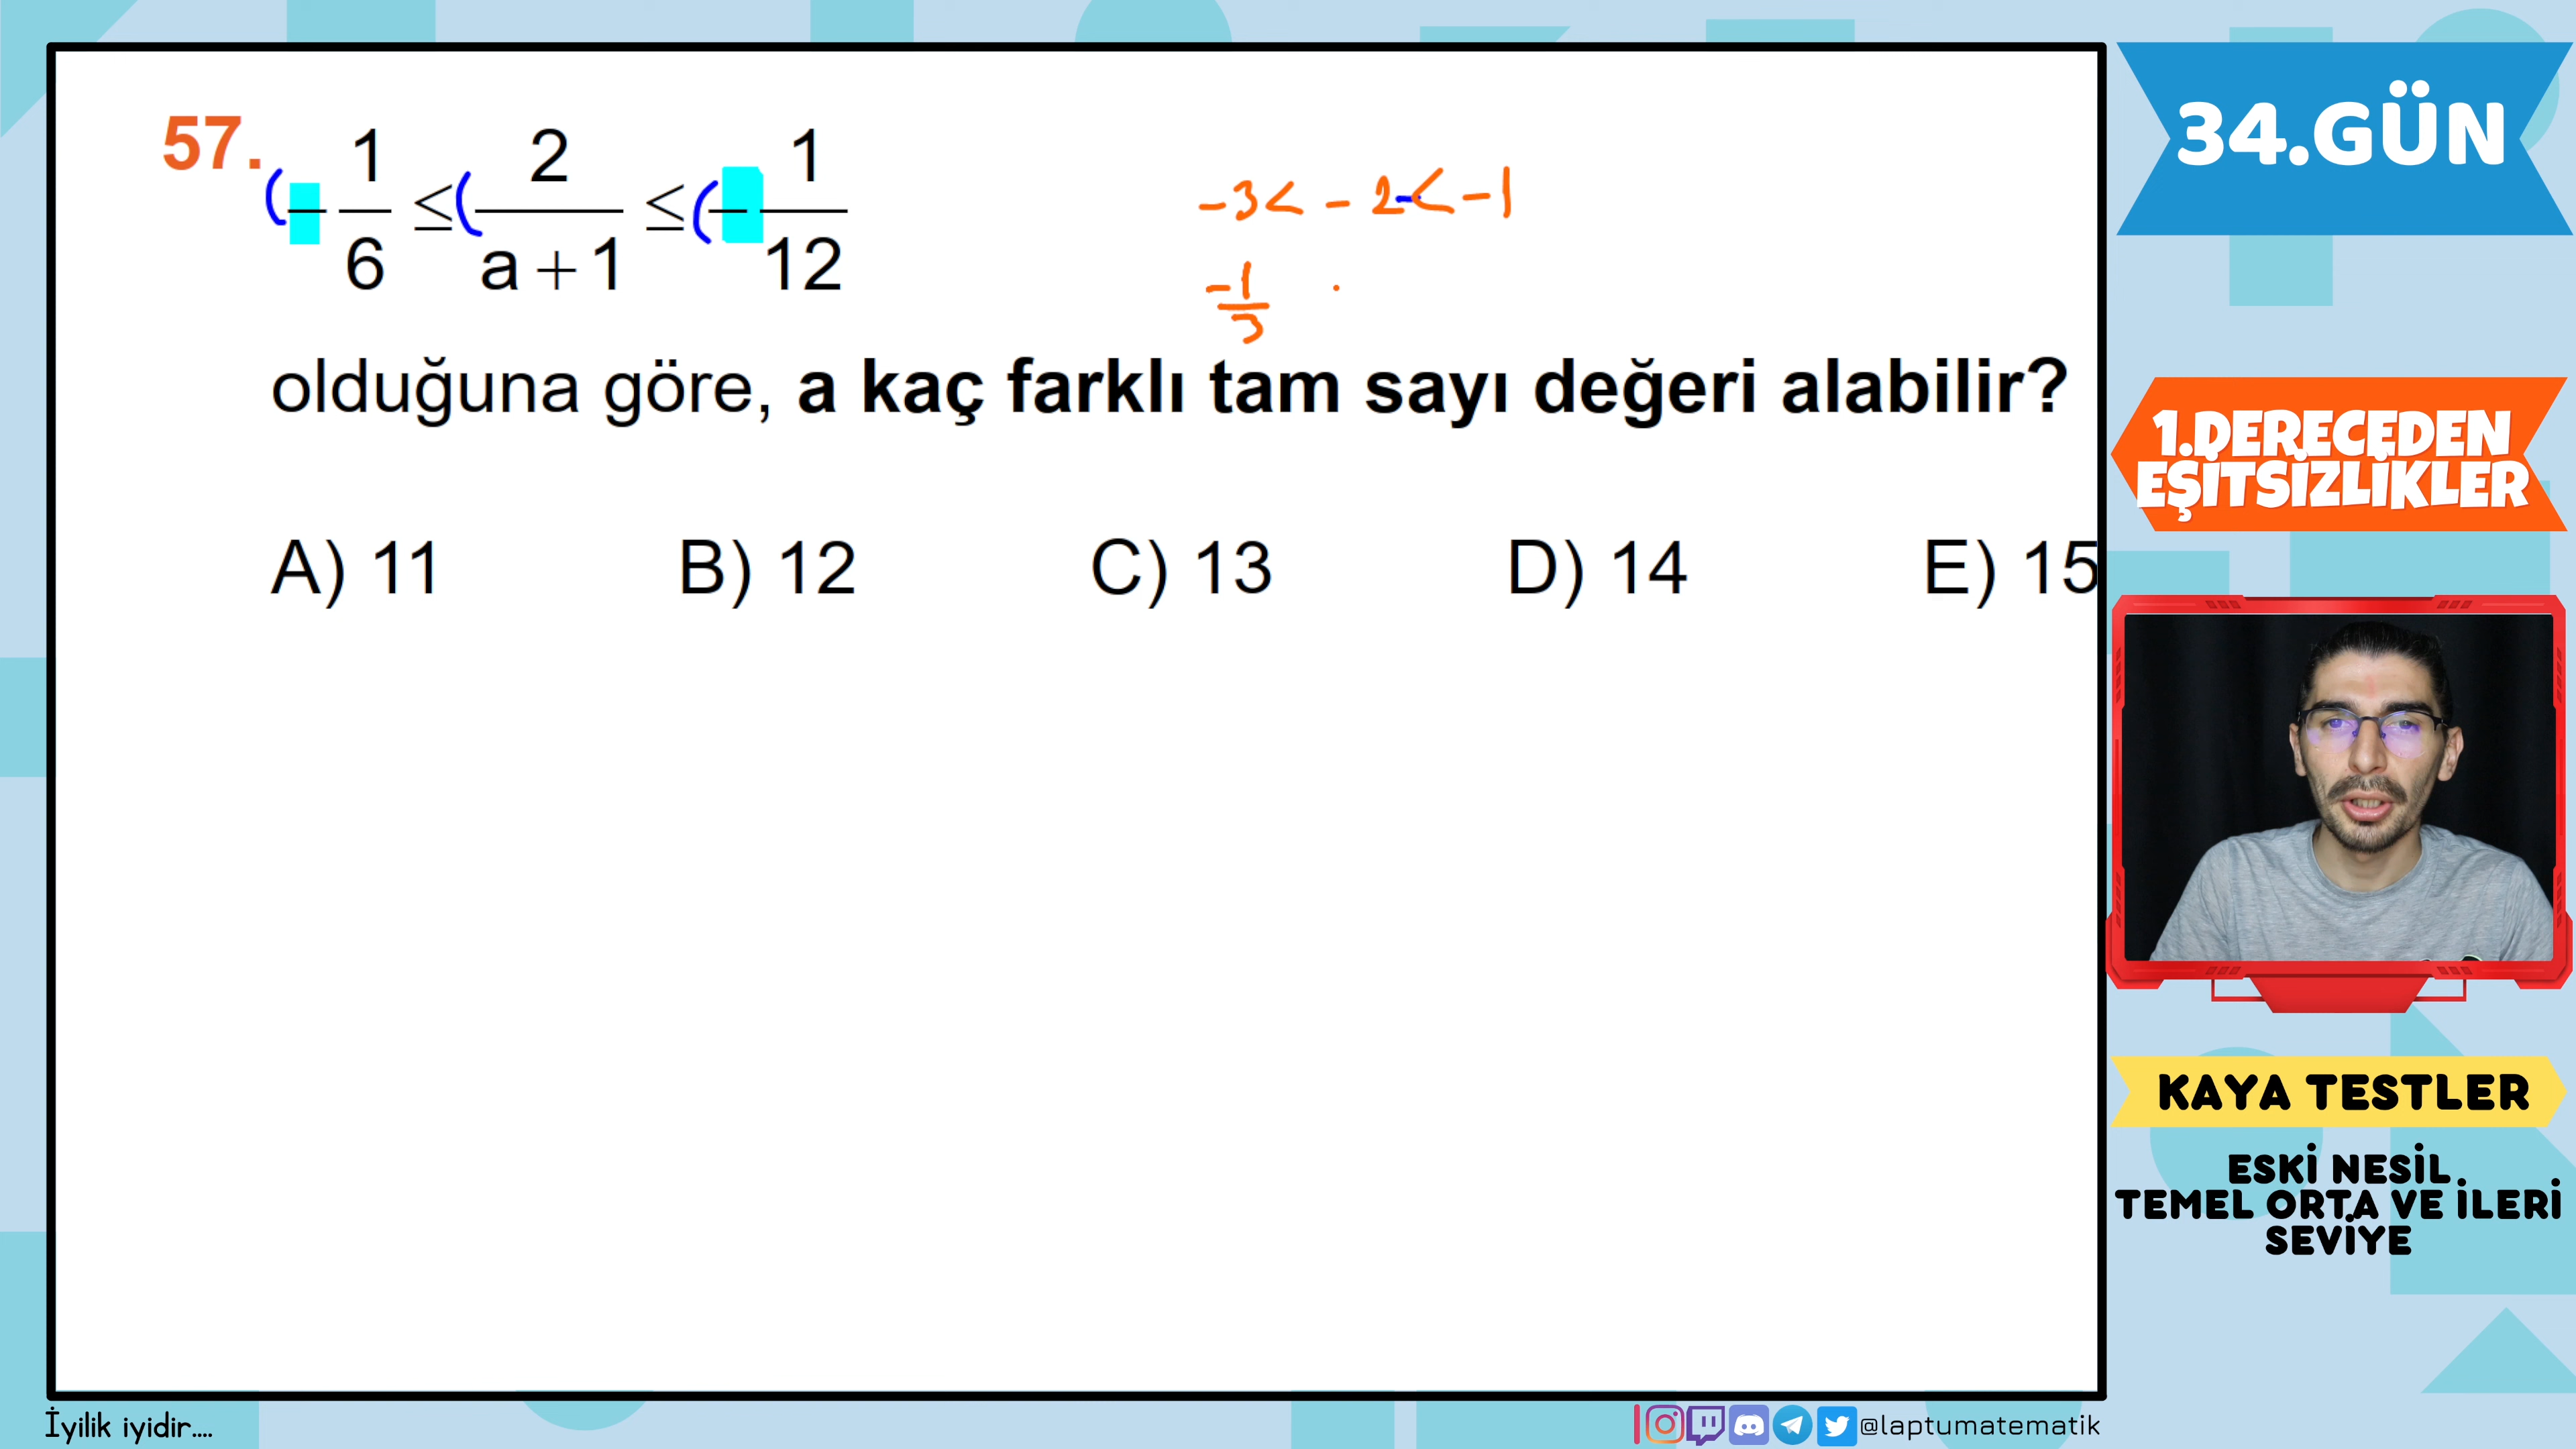 34.GÜN
57. (- 1/6 ≤ ( 2/(a+1) ≤ (- 1/12
-3 < -2 < -1
-1/3
olduğuna göre, a kaç farklı tam sayı değeri alabilir?
A) 11 B) 12 C) 13 D) 14 E) 15
1.DERECEDEN
EŞİTSİZLİKLER
KAYA TESTLER
ESKİ NESİL
TEMEL ORTA VE İLERİ
SEVİYE
İyilik iyidir....
@laptumatematik